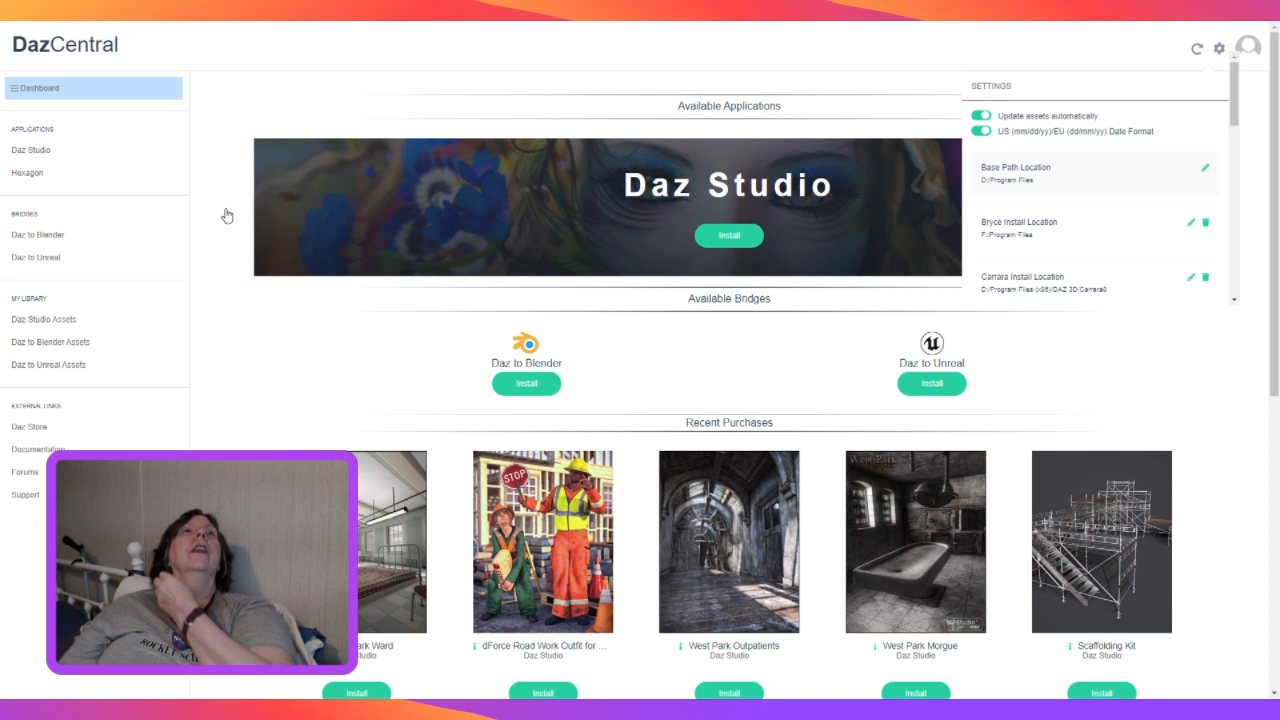 DazCentral
Dashboard
APPLICATIONS
Daz Studio
Hexagon
BRIDGES
Daz to Blender
Daz to Unreal
MY LIBRARY
Daz Studio Assets
Daz to Blender Assets
Daz to Unreal Assets
EXTERNAL LINKS
Daz Store
Documentation
Forums
Support
Available Applications
Daz Studio
Install
Available Bridges
Daz to Blender
Install
Daz to Unreal
Install
Recent Purchases
STOP
West Park
ark Ward
tudio
Install
dForce Road Work Outfit for ...
Daz Studio
Install
West Park Outpatients
Daz Studio
Install
West Park Morgue
Daz Studio
Install
Scaffolding Kit
Daz Studio
Install
SETTINGS
Update assets automatically
US (mm/dd/yy)/EU (dd/mm/yy) Date Format
Base Path Location
D:/Program Files
Bryce Install Location
F:/Program Files
Carrara Install Location
D:/Program Files (x86)/DAZ 3D/Carrara8